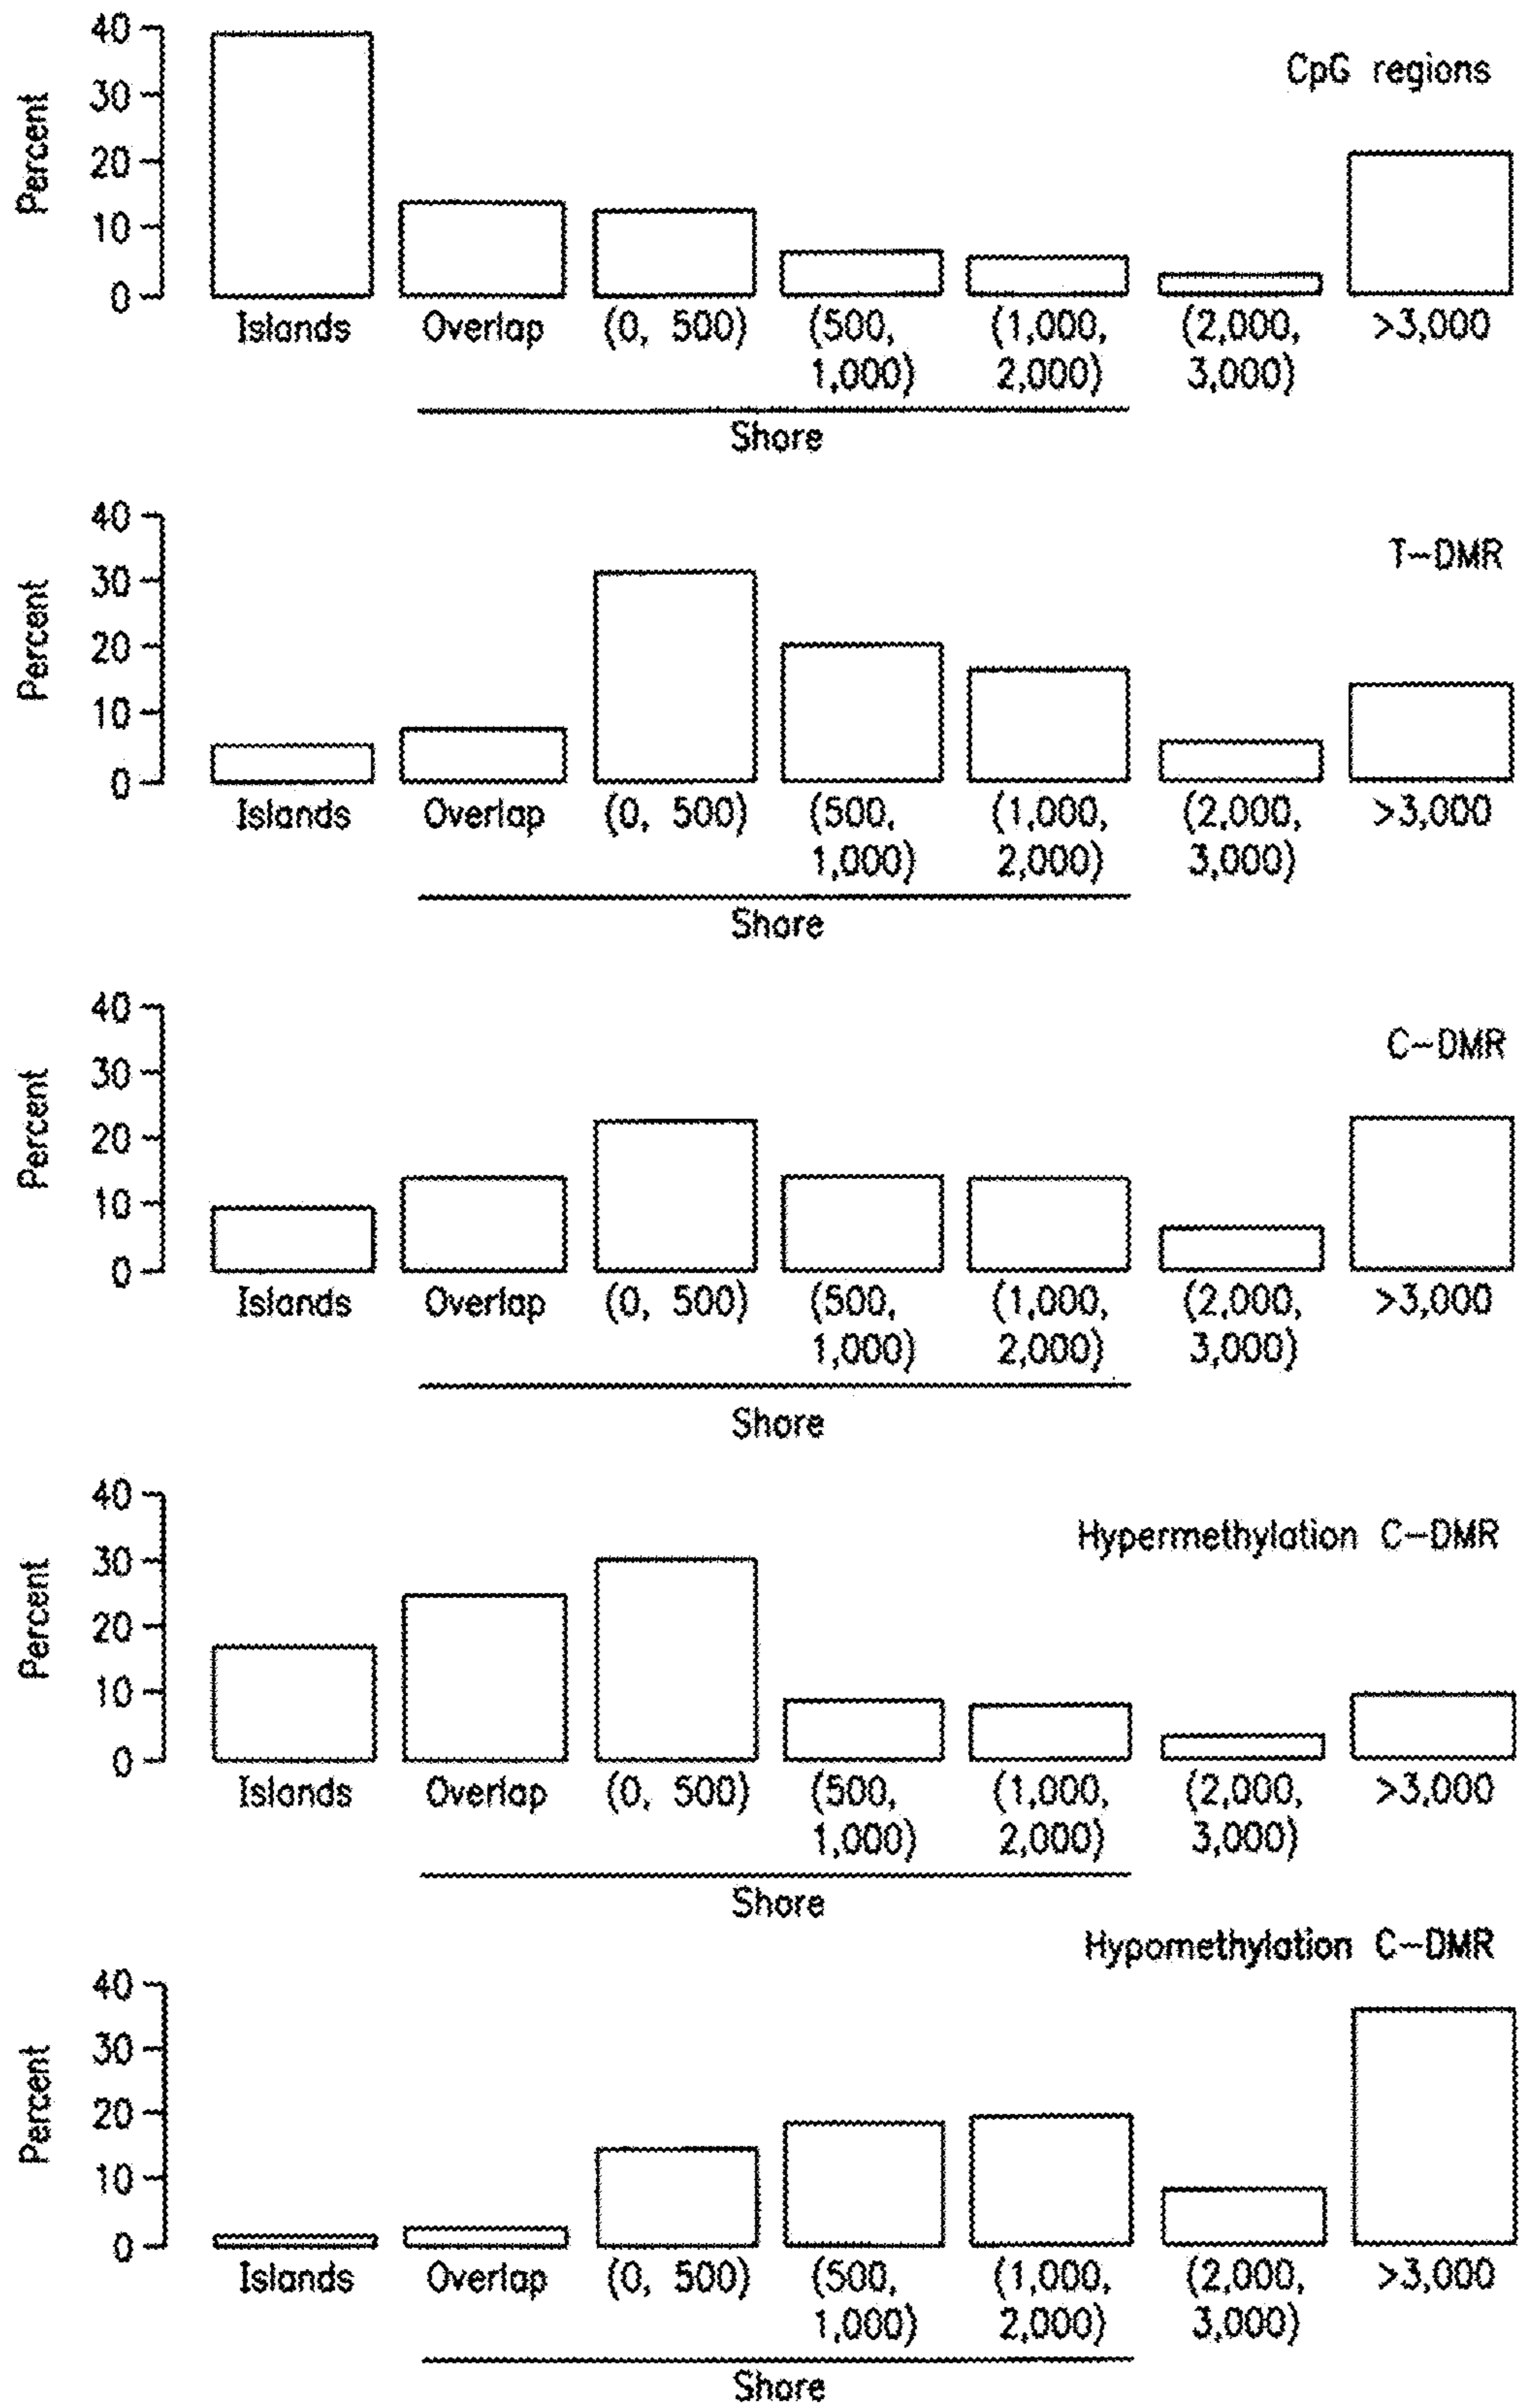 CpG regions
Percent
40
30
20
10
0
Islands Overlap (0, 500) (500, (1,000, (2,000, >3,000
1,000) 2,000) 3,000)
Shore
T-DMR
Percent
40
30
20
10
0
Islands Overlap (0, 500) (500, (1,000, (2,000, >3,000
1,000) 2,000) 3,000)
Shore
C-DMR
Percent
40
30
20
10
0
Islands Overlap (0, 500) (500, (1,000, (2,000, >3,000
1,000) 2,000) 3,000)
Shore
Hypermethylation C-DMR
Percent
40
30
20
10
0
Islands Overlap (0, 500) (500, (1,000, (2,000, >3,000
1,000) 2,000) 3,000)
Shore
Hypomethylation C-DMR
Percent
40
30
20
10
0
Islands Overlap (0, 500) (500, (1,000, (2,000, >3,000
1,000) 2,000) 3,000)
Shore